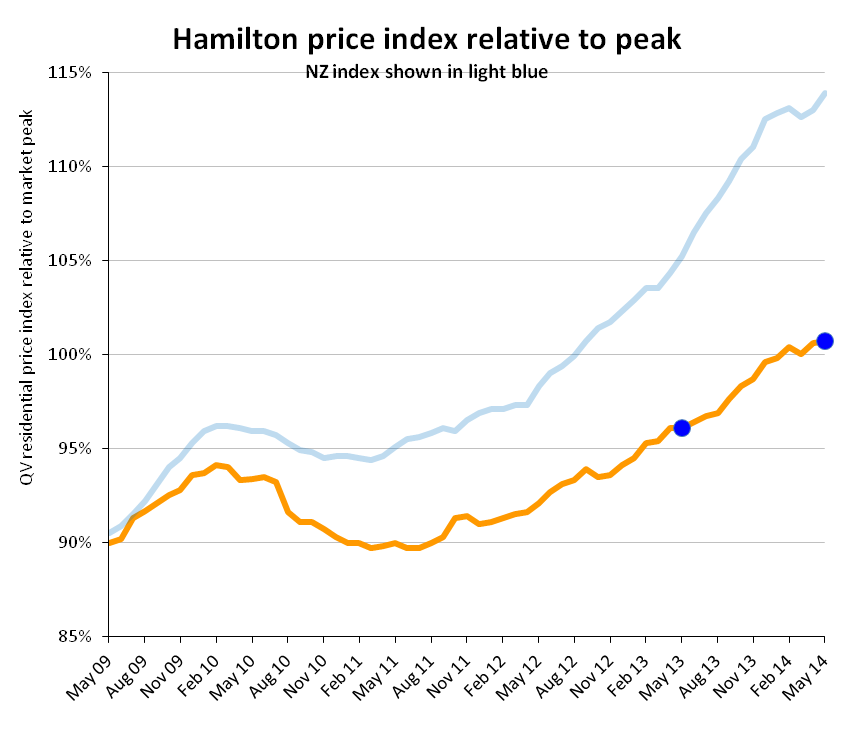 Hamilton price index relative to peak
NZ index shown in light blue
QV residential price index relative to market peak
115%
110%
105%
100%
95%
90%
85%
May 09
Aug 09
Nov 09
Feb 10
May 10
Aug 10
Nov 10
Feb 11
May 11
Aug 11
Nov 11
Feb 12
May 12
Aug 12
Nov 12
Feb 13
May 13
Aug 13
Nov 13
Feb 14
May 14